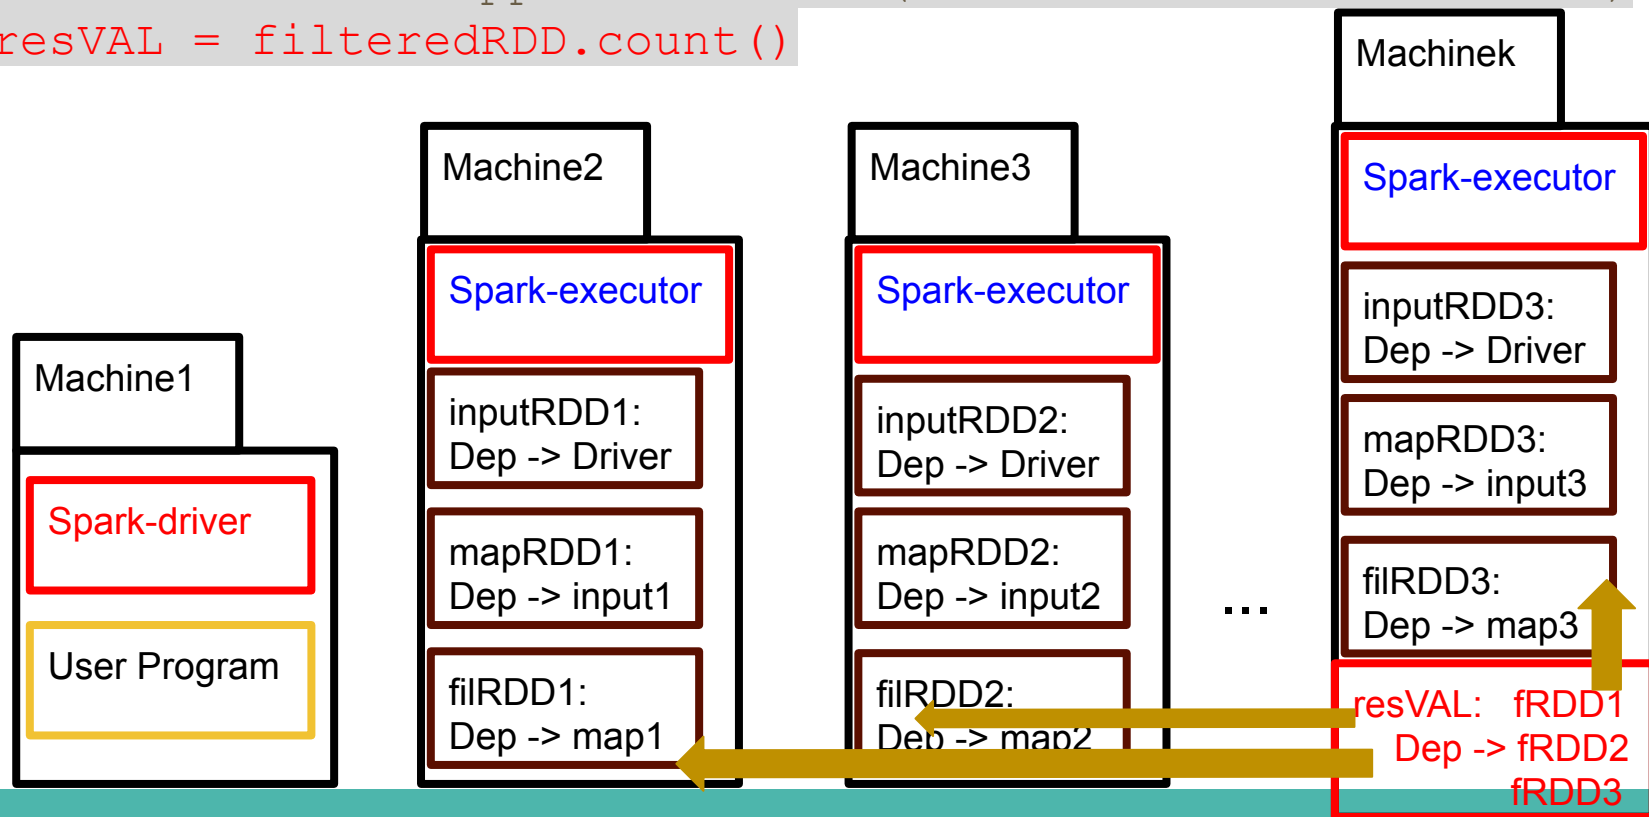 resVAL = filteredRDD.count()
Machine1
Spark-driver
User Program
Machine2
Spark-executor
inputRDD1:
Dep -> Driver
mapRDD1:
Dep -> input1
filRDD1:
Dep -> map1
Machine3
Spark-executor
inputRDD2:
Dep -> Driver
mapRDD2:
Dep -> input2
filRDD2:
Dep -> map2
...
Machinek
Spark-executor
inputRDD3:
Dep -> Driver
mapRDD3:
Dep -> input3
filRDD3:
Dep -> map3
resVAL: fRDD1
Dep -> fRDD2
fRDD3